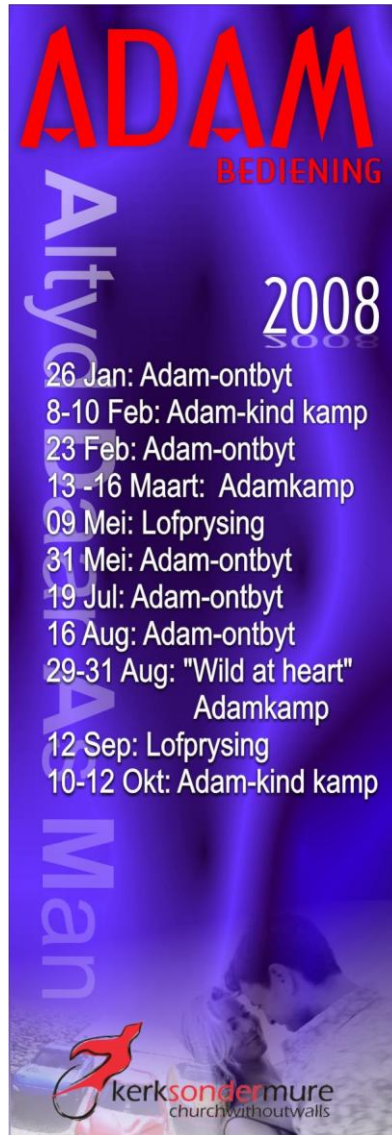 ADAM
BEDIENING
Altyd Daar As Man
2008
26 Jan: Adam-ontbyt
8-10 Feb: Adam-kind kamp
23 Feb: Adam-ontbyt
13 -16 Maart: Adamkamp
09 Mei: Lofprysing
31 Mei: Adam-ontbyt
19 Jul: Adam-ontbyt
16 Aug: Adam-ontbyt
29-31 Aug: "Wild at heart"
Adamkamp
12 Sep: Lofprysing
10-12 Okt: Adam-kind kamp
kerksondermure
churchwithoutwalls